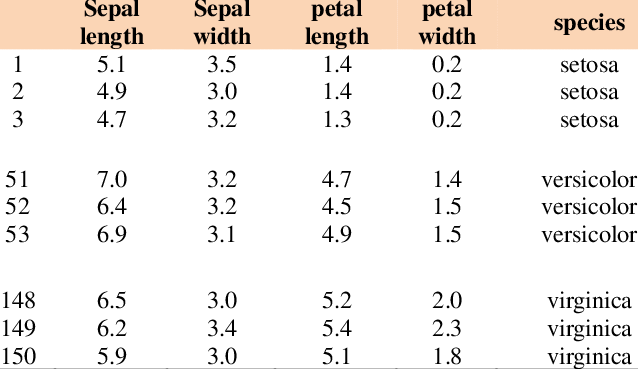 Sepal length Sepal width petal length petal width species
1 5.1 3.5 1.4 0.2 setosa
2 4.9 3.0 1.4 0.2 setosa
3 4.7 3.2 1.3 0.2 setosa
51 7.0 3.2 4.7 1.4 versicolor
52 6.4 3.2 4.5 1.5 versicolor
53 6.9 3.1 4.9 1.5 versicolor
148 6.5 3.0 5.2 2.0 virginica
149 6.2 3.4 5.4 2.3 virginica
150 5.9 3.0 5.1 1.8 virginica